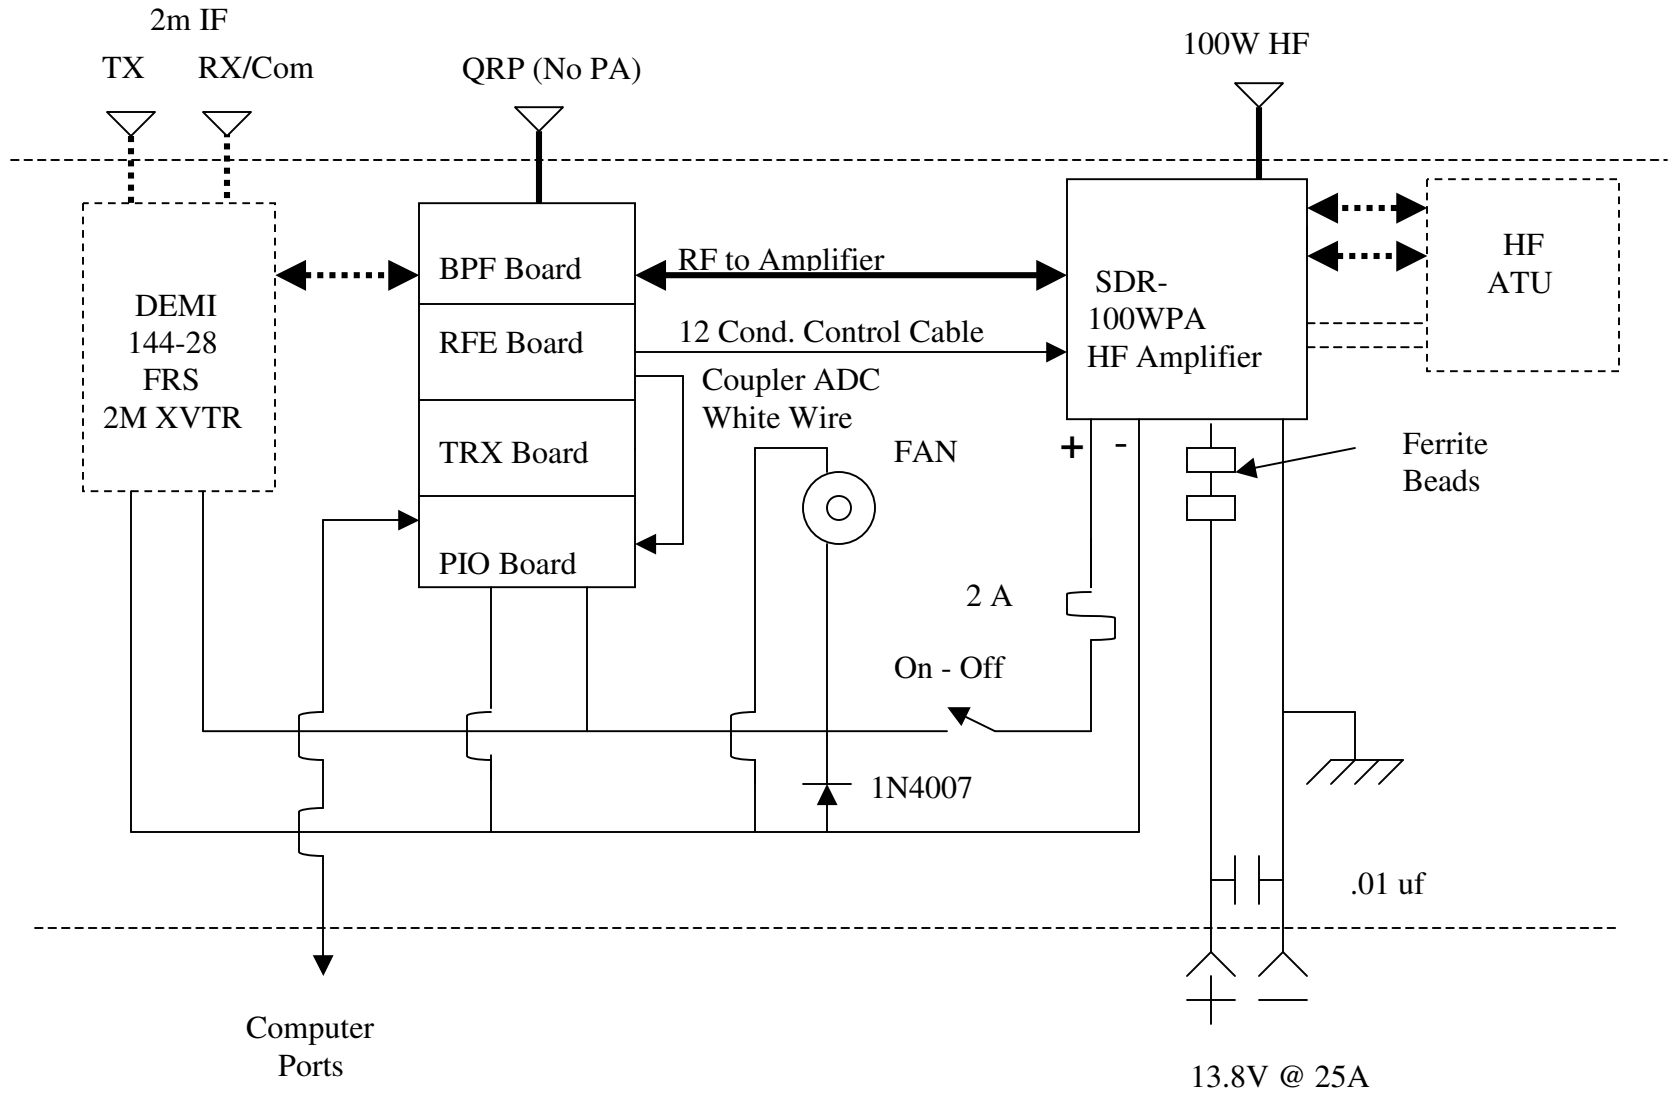 2m IF
TX RX/Com
QRP (No PA)
100W HF
DEMI
144-28
FRS
2M XVTR
BPF Board
RFE Board
TRX Board
PIO Board
RF to Amplifier
12 Cond. Control Cable
Coupler ADC
White Wire
SDR-
100WPA
HF Amplifier
HF
ATU
FAN
+ -
Ferrite
Beads
2 A
On - Off
1N4007
.01 uf
Computer
Ports
13.8V @ 25A